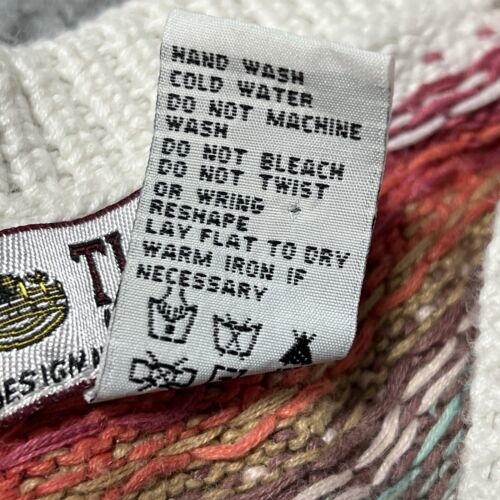 HAND WASH
COLD WATER
DO NOT MACHINE
WASH
DO NOT BLEACH
DO NOT TWIST
OR WRING
RESHAPE
LAY FLAT TO DRY
WARM IRON IF
NECESSARY